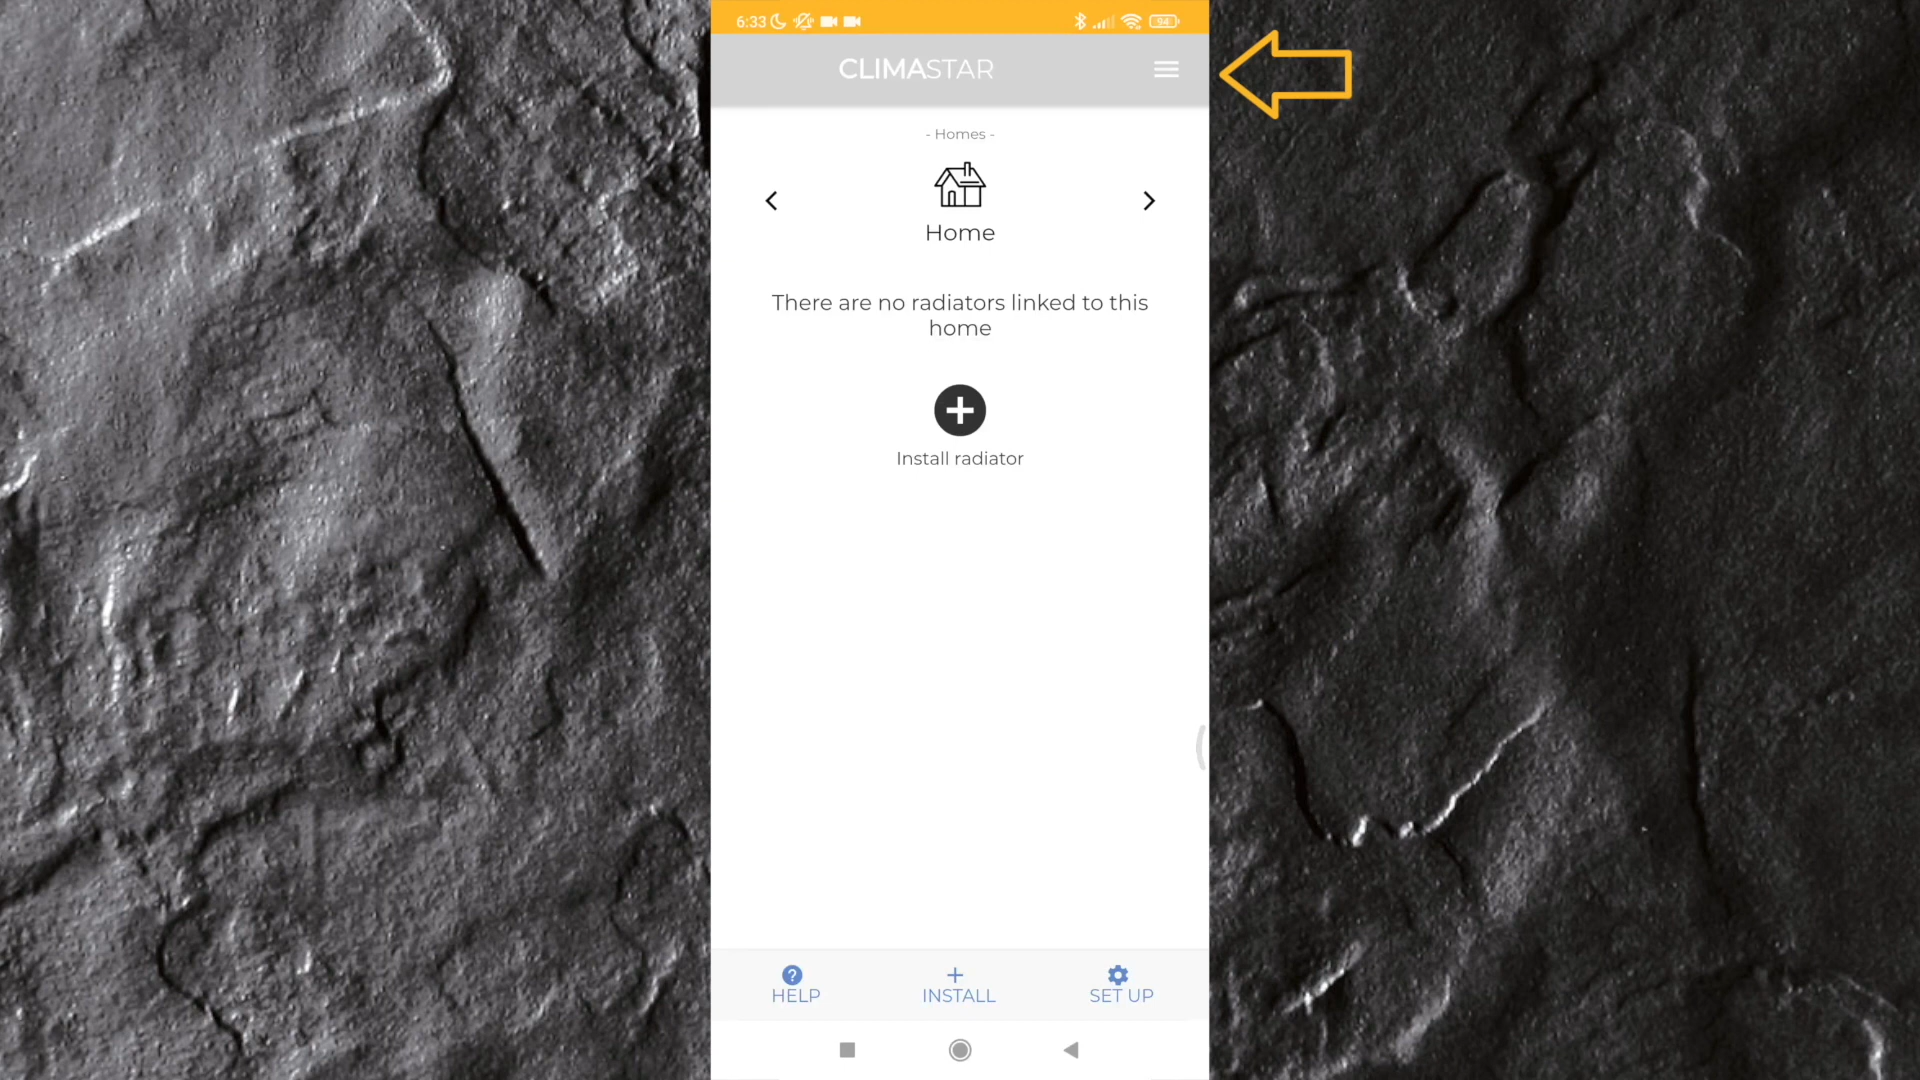 6:33
94
CLIMASTAR
- Homes -
Home
There are no radiators linked to this
home
Install radiator
HELP
INSTALL
SET UP